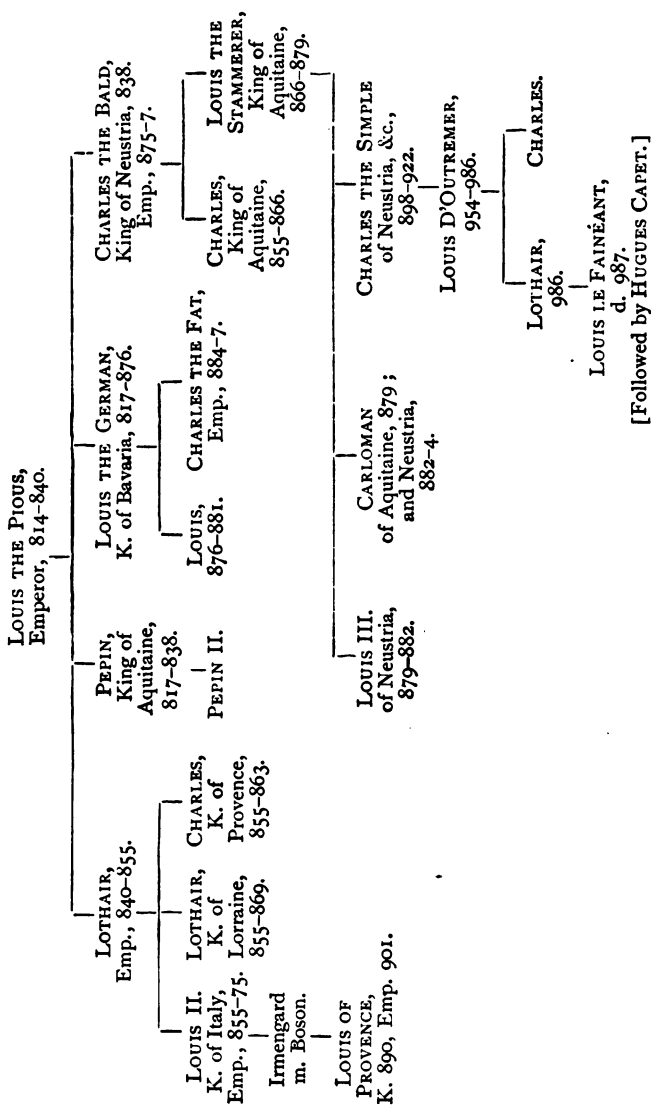 LOUIS THE PIOUS,
Emperor, 814–840.
LOTHAIR,
Emp., 840–855.
PEPIN,
King of
Aquitaine,
817–838.
PEPIN II.
LOUIS THE GERMAN,
K. of Bavaria, 817–876.
CHARLES THE BALD,
King of Neustria, 838.
Emp., 875–7.
LOUIS II.
K. of Italy,
Emp., 855–75.
Irmengard
m. Boson.
LOUIS OF
PROVENCE,
K. 890, Emp. 901.
LOTHAIR,
K. of
Lorraine,
855–869.
CHARLES,
K. of
Provence,
855–863.
LOUIS,
876–881.
CHARLES THE FAT,
Emp., 884–7.
CHARLES,
King of
Aquitaine,
855–866.
LOUIS THE
STAMMERER,
King of
Aquitaine,
866–879.
LOUIS III.
of Neustria,
879–882.
CARLOMAN
of Aquitaine, 879 ;
and Neustria,
882–4.
CHARLES THE SIMPLE
of Neustria, &c.,
898–922.
LOUIS D'OUTREMER,
954–986.
LOTHAIR,
986.
CHARLES.
LOUIS LE FAINÉANT,
d. 987.
[Followed by HUGUES CAPET.]